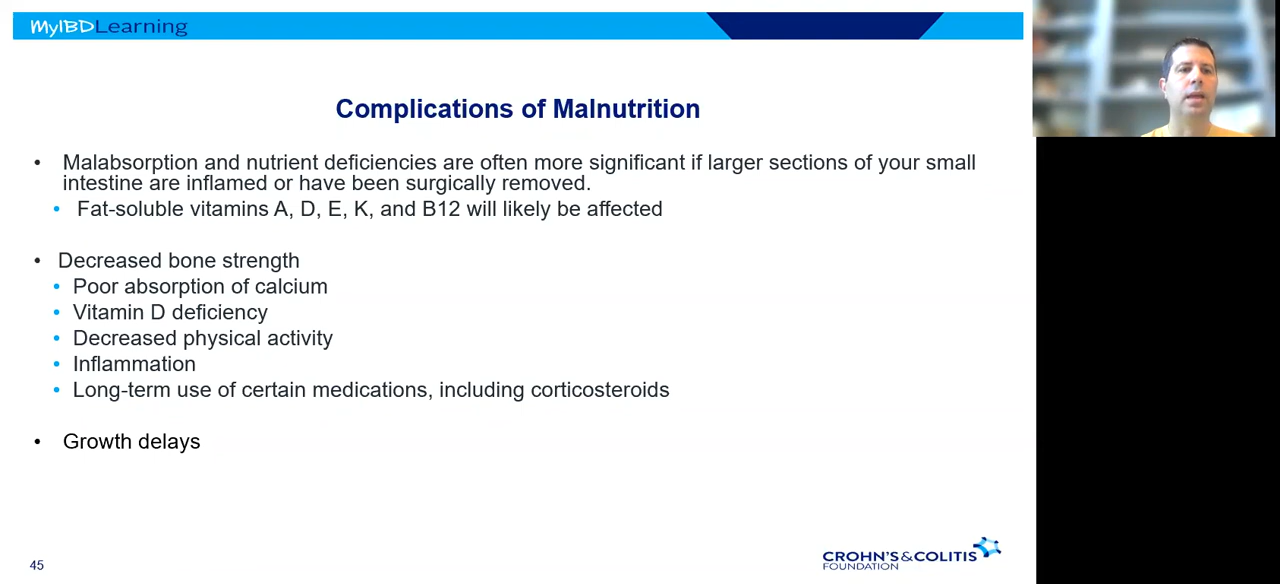 MyIBDLearning
Complications of Malnutrition
• Malabsorption and nutrient deficiencies are often more significant if larger sections of your small
intestine are inflamed or have been surgically removed.
• Fat-soluble vitamins A, D, E, K, and B12 will likely be affected
• Decreased bone strength
• Poor absorption of calcium
• Vitamin D deficiency
• Decreased physical activity
• Inflammation
• Long-term use of certain medications, including corticosteroids
• Growth delays
45
CROHN'S & COLITIS
FOUNDATION